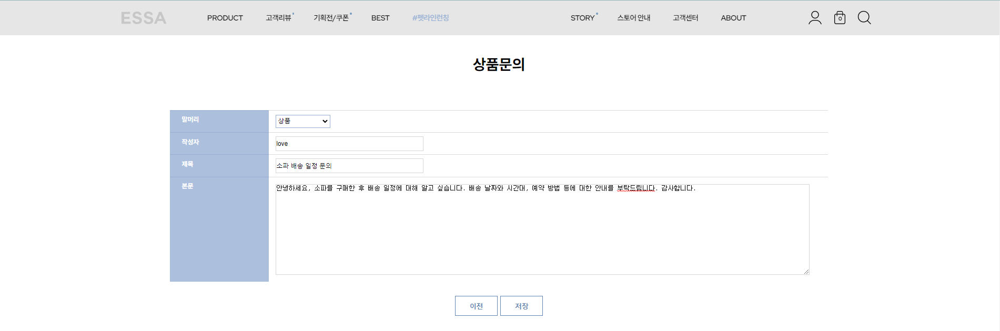 ESSA PRODUCT 고객리뷰 기획전/쿠폰 BEST #펫라인런칭 STORY 스토어 안내 고객센터 ABOUT 0
상품문의
말머리 상품
작성자 love
제목 소파 배송 일정 문의
본문 안녕하세요, 소파를 구매한 후 배송 일정에 대해 알고 싶습니다. 배송 날짜와 시간대, 예약 방법 등에 대한 안내를 부탁드립니다. 감사합니다.
이전 저장